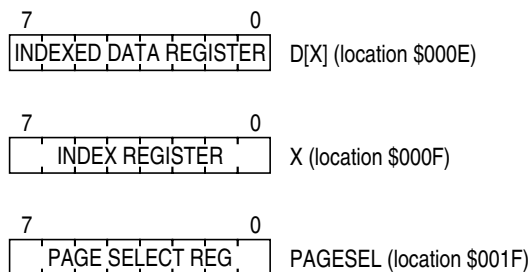 7 0
INDEXED DATA REGISTER D[X] (location $000E)
7 0
INDEX REGISTER X (location $000F)
7 0
PAGE SELECT REG PAGESEL (location $001F)